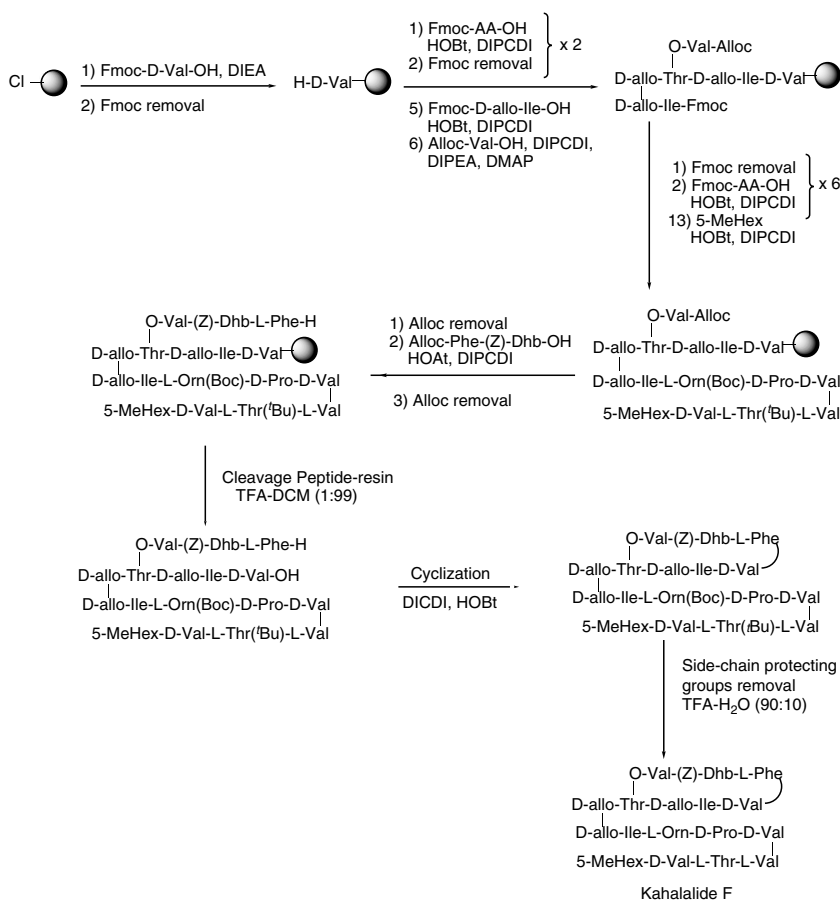 Cl
1) Fmoc-D-Val-OH, DIEA
2) Fmoc removal
H-D-Val
1) Fmoc-AA-OH
HOBt, DIPCDI
2) Fmoc removal
x 2
5) Fmoc-D-allo-Ile-OH
HOBt, DIPCDI
6) Alloc-Val-OH, DIPCDI,
DIPEA, DMAP
O-Val-Alloc
D-allo-Thr-D-allo-Ile-D-Val
D-allo-Ile-Fmoc
1) Fmoc removal
2) Fmoc-AA-OH
HOBt, DIPCDI
x 6
13) 5-MeHex
HOBt, DIPCDI
O-Val-Alloc
D-allo-Thr-D-allo-Ile-D-Val
D-allo-Ile-L-Orn(Boc)-D-Pro-D-Val
5-MeHex-D-Val-L-Thr(tBu)-L-Val
1) Alloc removal
2) Alloc-Phe-(Z)-Dhb-OH
HOAt, DIPCDI
3) Alloc removal
O-Val-(Z)-Dhb-L-Phe-H
D-allo-Thr-D-allo-Ile-D-Val
D-allo-Ile-L-Orn(Boc)-D-Pro-D-Val
5-MeHex-D-Val-L-Thr(tBu)-L-Val
Cleavage Peptide-resin
TFA-DCM (1:99)
O-Val-(Z)-Dhb-L-Phe-H
D-allo-Thr-D-allo-Ile-D-Val-OH
D-allo-Ile-L-Orn(Boc)-D-Pro-D-Val
5-MeHex-D-Val-L-Thr(tBu)-L-Val
Cyclization
DICDI, HOBt
O-Val-(Z)-Dhb-L-Phe
D-allo-Thr-D-allo-Ile-D-Val
D-allo-Ile-L-Orn(Boc)-D-Pro-D-Val
5-MeHex-D-Val-L-Thr(tBu)-L-Val
Side-chain protecting
groups removal
TFA-H2O (90:10)
O-Val-(Z)-Dhb-L-Phe
D-allo-Thr-D-allo-Ile-D-Val
D-allo-Ile-L-Orn-D-Pro-D-Val
5-MeHex-D-Val-L-Thr-L-Val
Kahalalide F